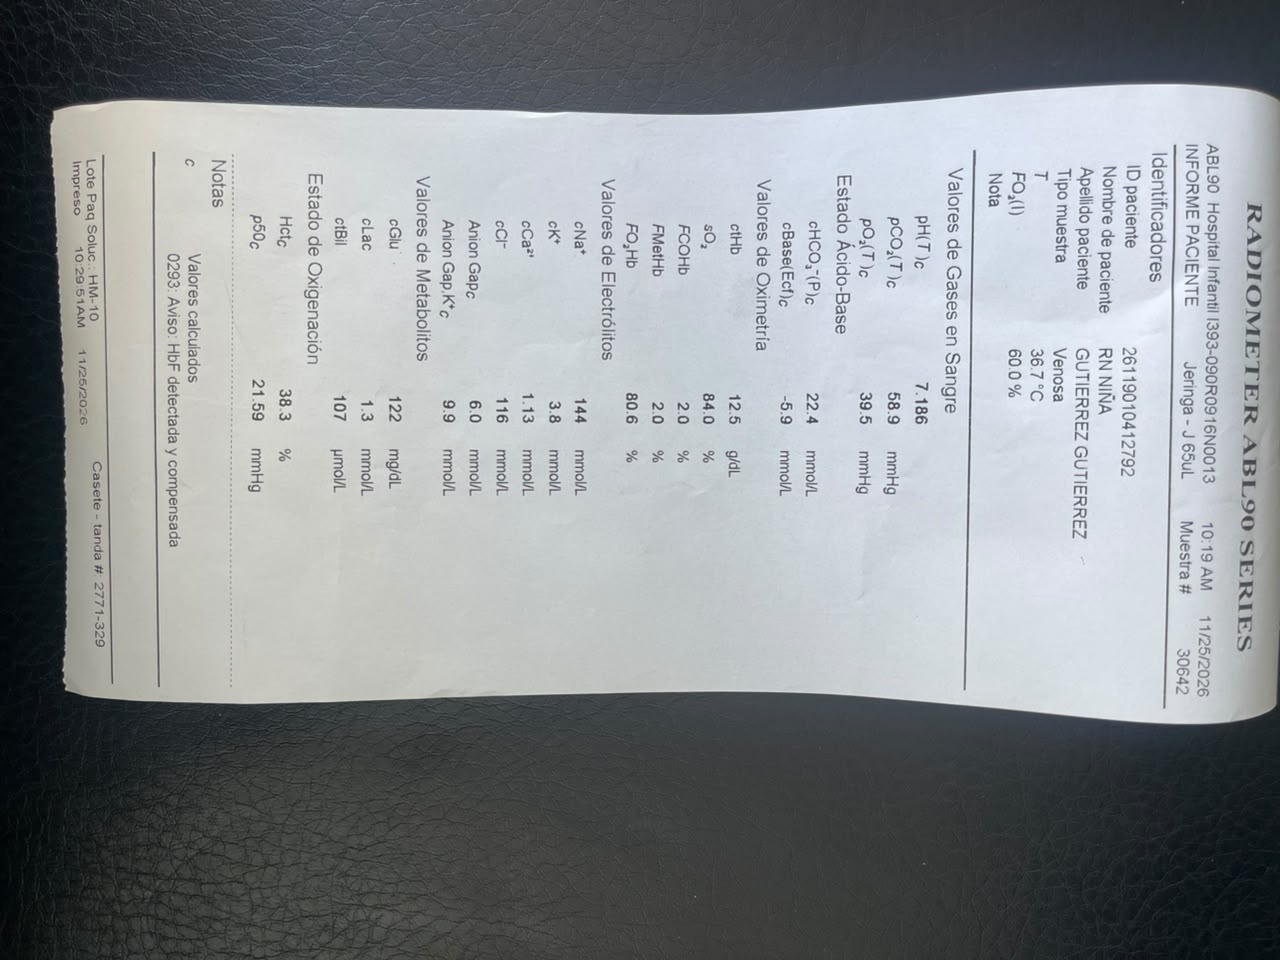 RADIOMETER ABL90 SERIES
ABL90 Hospital Infantil I393-090R0916N0013 10:19 AM 11/25/2026
INFORME PACIENTE Jeringa - J 65uL Muestra # 30642
Identificadores
ID paciente 26119010412792
Nombre de paciente RN NIÑA
Apellido paciente GUTIERREZ GUTIERREZ
Tipo muestra Venosa
T 36.7 °C
FO₂(I) 60.0 %
Nota
Valores de Gases en Sangre
pH(T)c 7.186
pCO₂(T)c 58.9 mmHg
pO₂(T)c 39.5 mmHg
Estado Ácido-Base
cHCO₃⁻(P)c 22.4 mmol/L
cBase(Ecf)c -5.9 mmol/L
Valores de Oximetría
ctHb 12.5 g/dL
sO₂ 84.0 %
FCOHb 2.0 %
FMetHb 2.0 %
FO₂Hb 80.6 %
Valores de Electrólitos
cNa⁺ 144 mmol/L
cK⁺ 3.8 mmol/L
cCa²⁺ 1.13 mmol/L
cCl⁻ 116 mmol/L
Anion Gapc 6.0 mmol/L
Anion Gap,K⁺c 9.9 mmol/L
Valores de Metabolitos
cGlu 122 mg/dL
cLac 1.3 mmol/L
ctBil 107 µmol/L
Estado de Oxigenación
Hctc 38.3 %
p50c 21.59 mmHg
Notas
c Valores calculados
0293: Aviso: HbF detectada y compensada
Lote Paq Soluc.: HM-10 Casete - tanda #: 2771-329
Impreso 10:29:51AM 11/25/2026